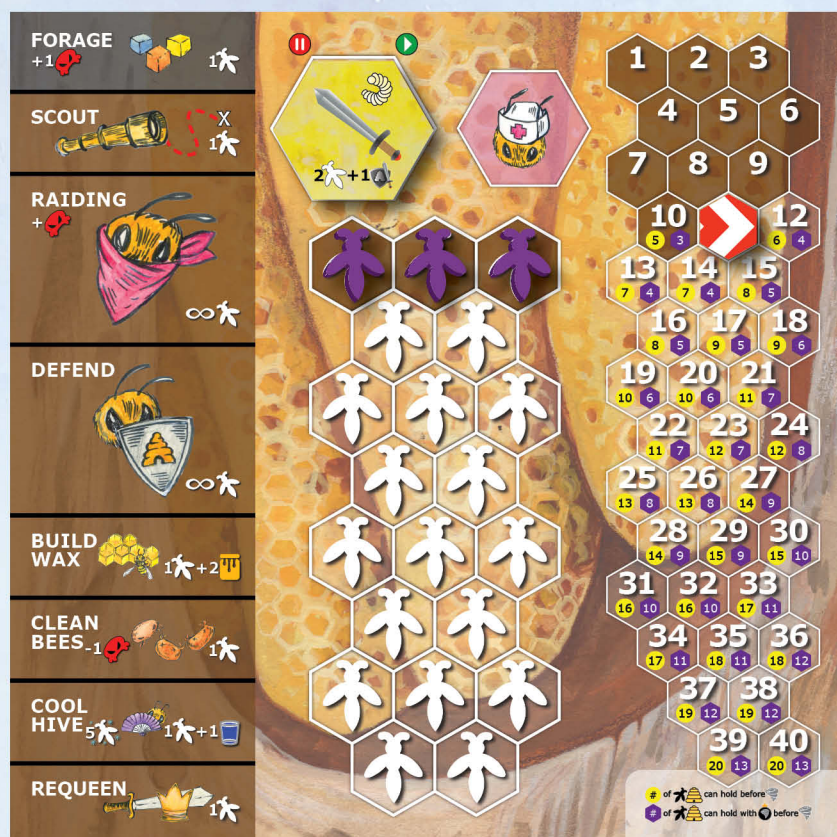 FORAGE
+1 1
SCOUT
X
1
RAIDING
+
∞
DEFEND
∞
BUILD
WAX
1 +2
CLEAN
BEES -1 1
COOL
HIVE 5 1 +1
REQUEEN
1
2 +1
1 2 3
4 5 6
7 8 9
10 12
5 3 6 4
13 14 15
7 4 7 4 8 5
16 17 18
8 5 9 5 9 6
19 20 21
10 6 10 6 11 7
22 23 24
11 7 12 7 12 8
25 26 27
13 8 13 8 14 9
28 29 30
14 9 15 9 15 10
31 32 33
16 10 16 10 17 11
34 35 36
17 11 18 11 18 12
37 38
19 12 19 12
39 40
20 13 20 13
# of can hold before
# of can hold with before